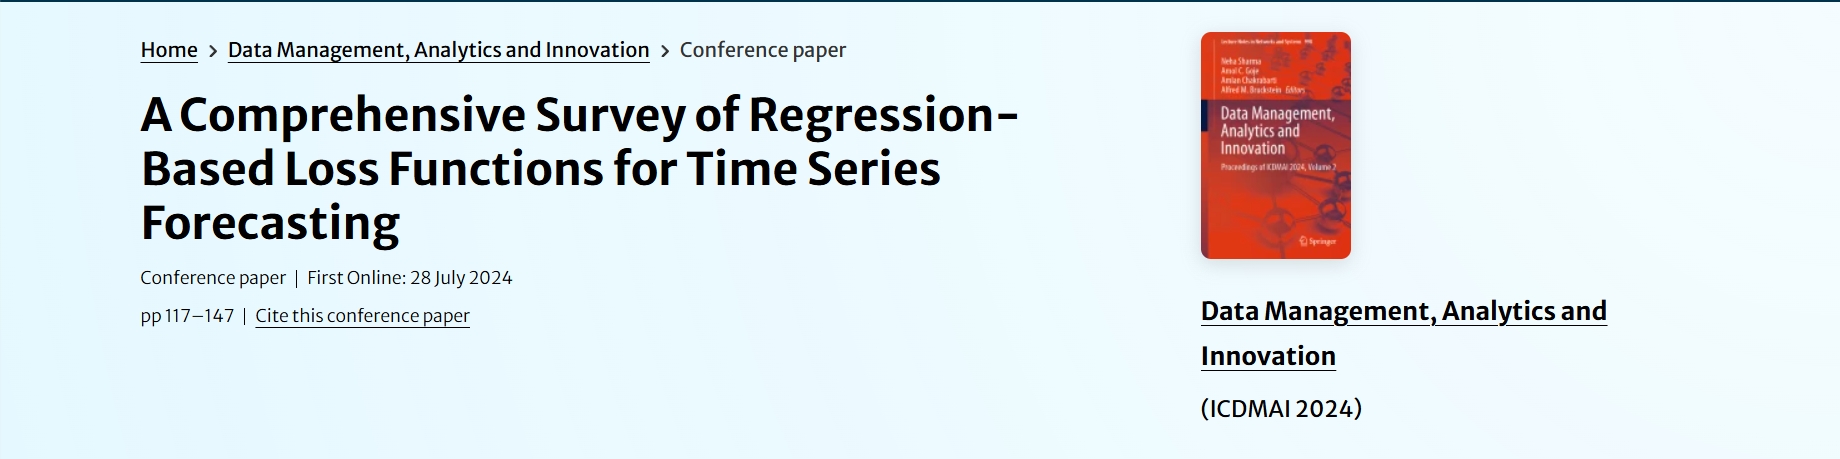 Home > Data Management, Analytics and Innovation > Conference paper
A Comprehensive Survey of Regression-
Based Loss Functions for Time Series
Forecasting
Conference paper | First Online: 28 July 2024
pp 117–147 | Cite this conference paper
Lecture Notes in Networks and Systems 998
Neha Sharma
Amol C. Goje
Amlan Chakrabarti
Alfred M. Bruckstein Editors
Data Management,
Analytics and
Innovation
Proceedings of ICDMAI 2024, Volume 2
Springer
Data Management, Analytics and
Innovation
(ICDMAI 2024)